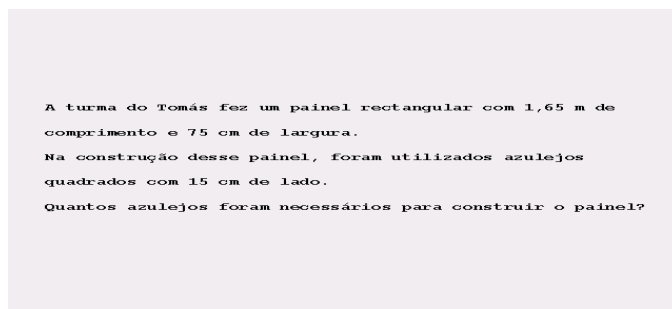 A turma do Tomás fez um painel rectangular com 1,65 m de
comprimento e 75 cm de largura.
Na construção desse painel, foram utilizados azulejos
quadrados com 15 cm de lado.
Quantos azulejos foram necessários para construir o painel?